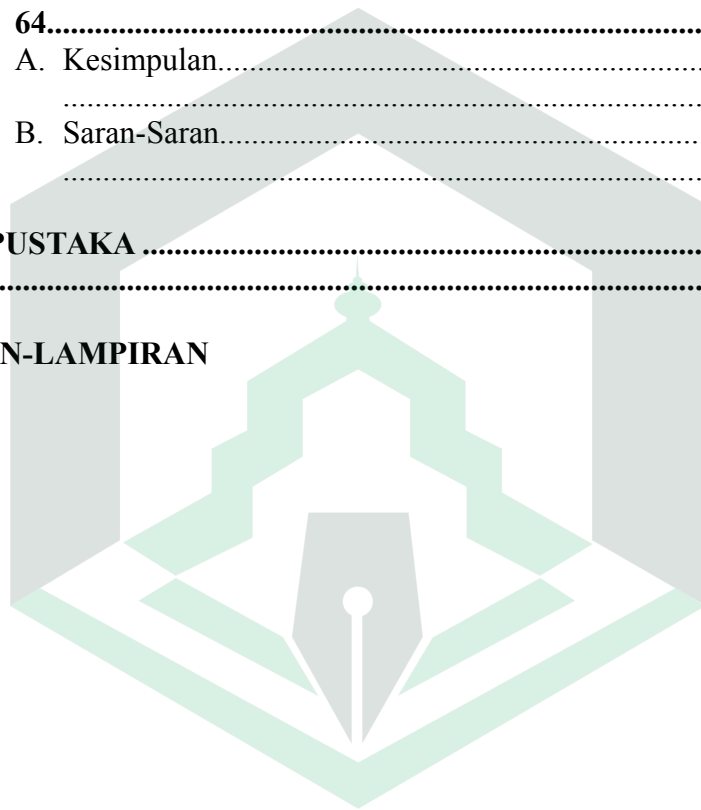 64..........................................................................................
A. Kesimpulan............................................................
................................................................................
B. Saran-Saran............................................................
................................................................................
PUSTAKA ......................................................................
..........................................................................................
N-LAMPIRAN